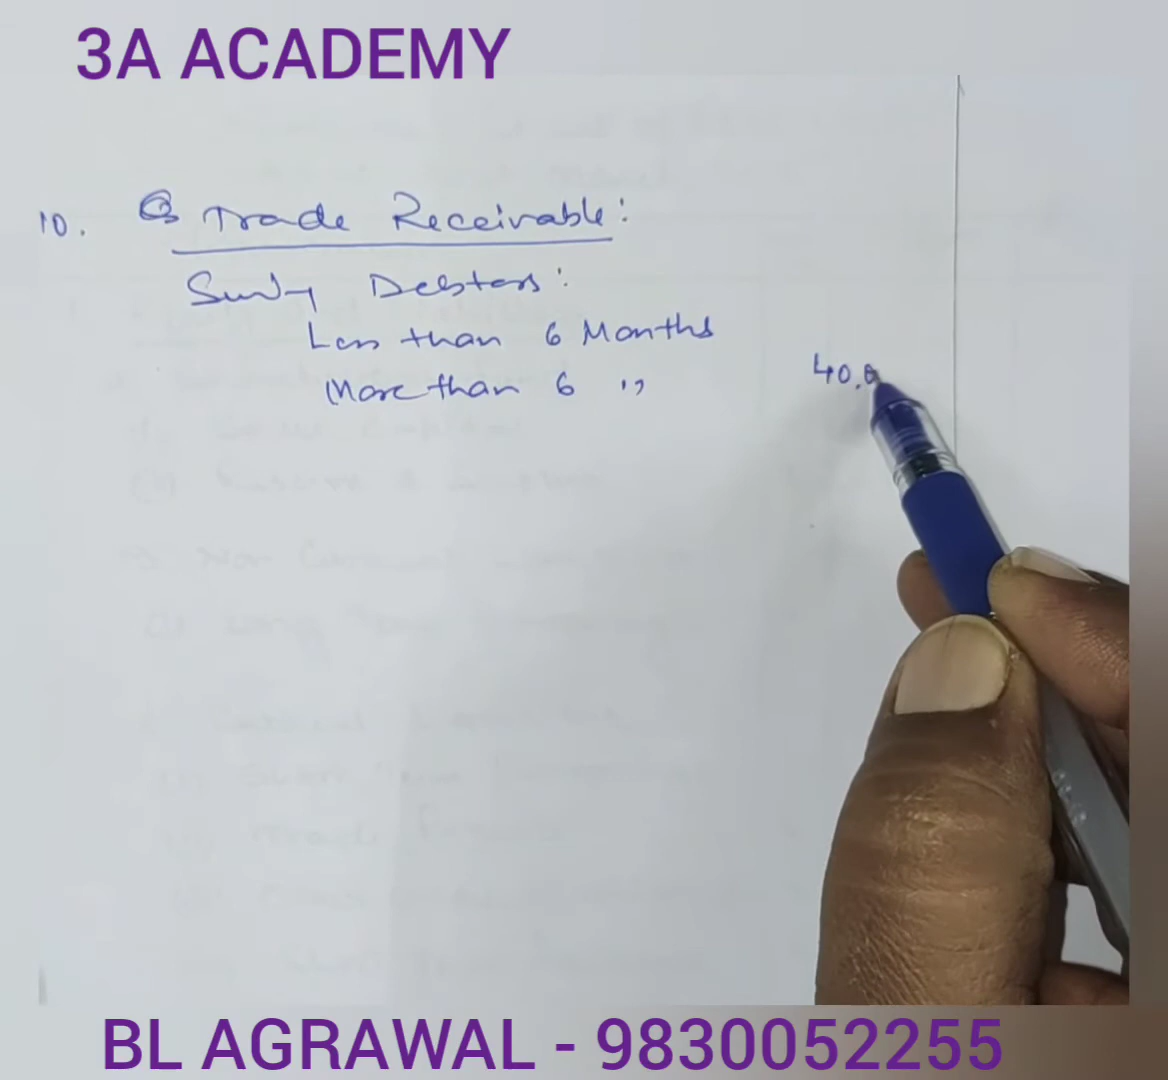 3A ACADEMY
10. Trade Receivable:
Sundry Debtors:
Less than 6 Months
More than 6 ,, 40,0
BL AGRAWAL - 9830052255